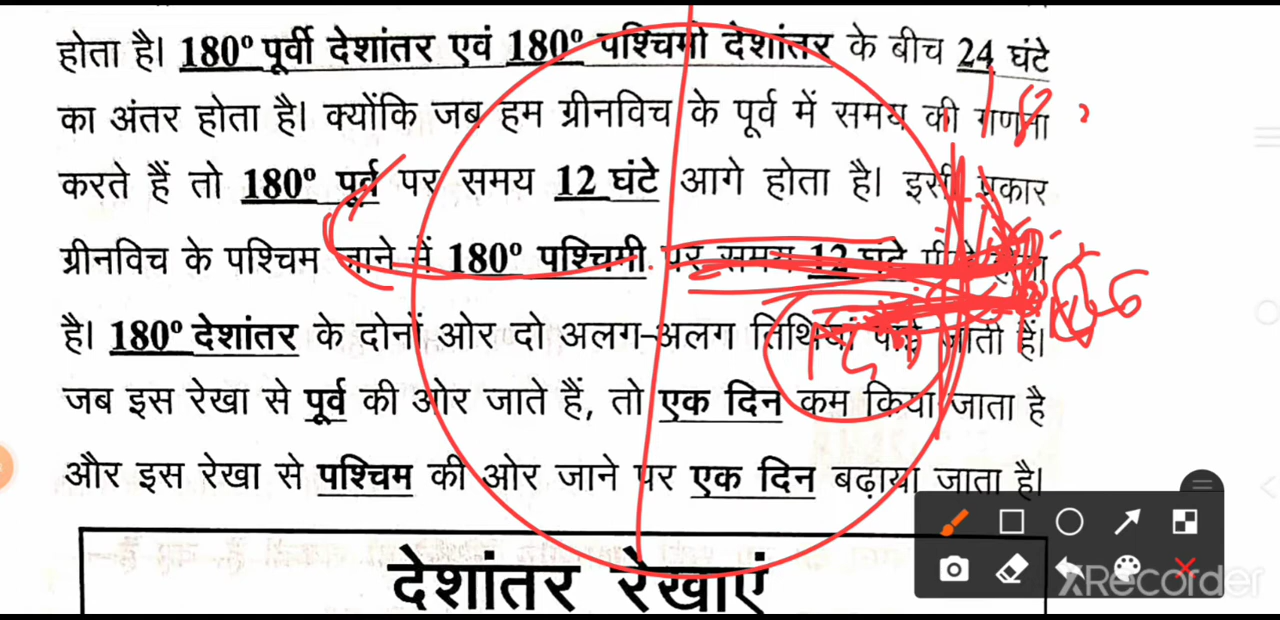 होता है। 180° पूर्वी देशांतर एवं 180° पश्चिमी देशांतर के बीच 24 घंटे
का अंतर होता है। क्योंकि जब हम ग्रीनविच के पूर्व में समय की गणना
करते हैं तो 180° पूर्व पर समय 12 घंटे आगे होता है। इसी प्रकार
ग्रीनविच के पश्चिम जाने में 180° पश्चिमी पर समय 12 घंटे
है। 180° देशांतर के दोनों ओर दो अलग-अलग तिथियां पाई जाती हैं।
जब इस रेखा से पूर्व की ओर जाते हैं, तो एक दिन कम किया जाता है
और इस रेखा से पश्चिम की ओर जाने पर एक दिन बढ़ाया जाता है।
देशांतर रेखाएं
XRecorder